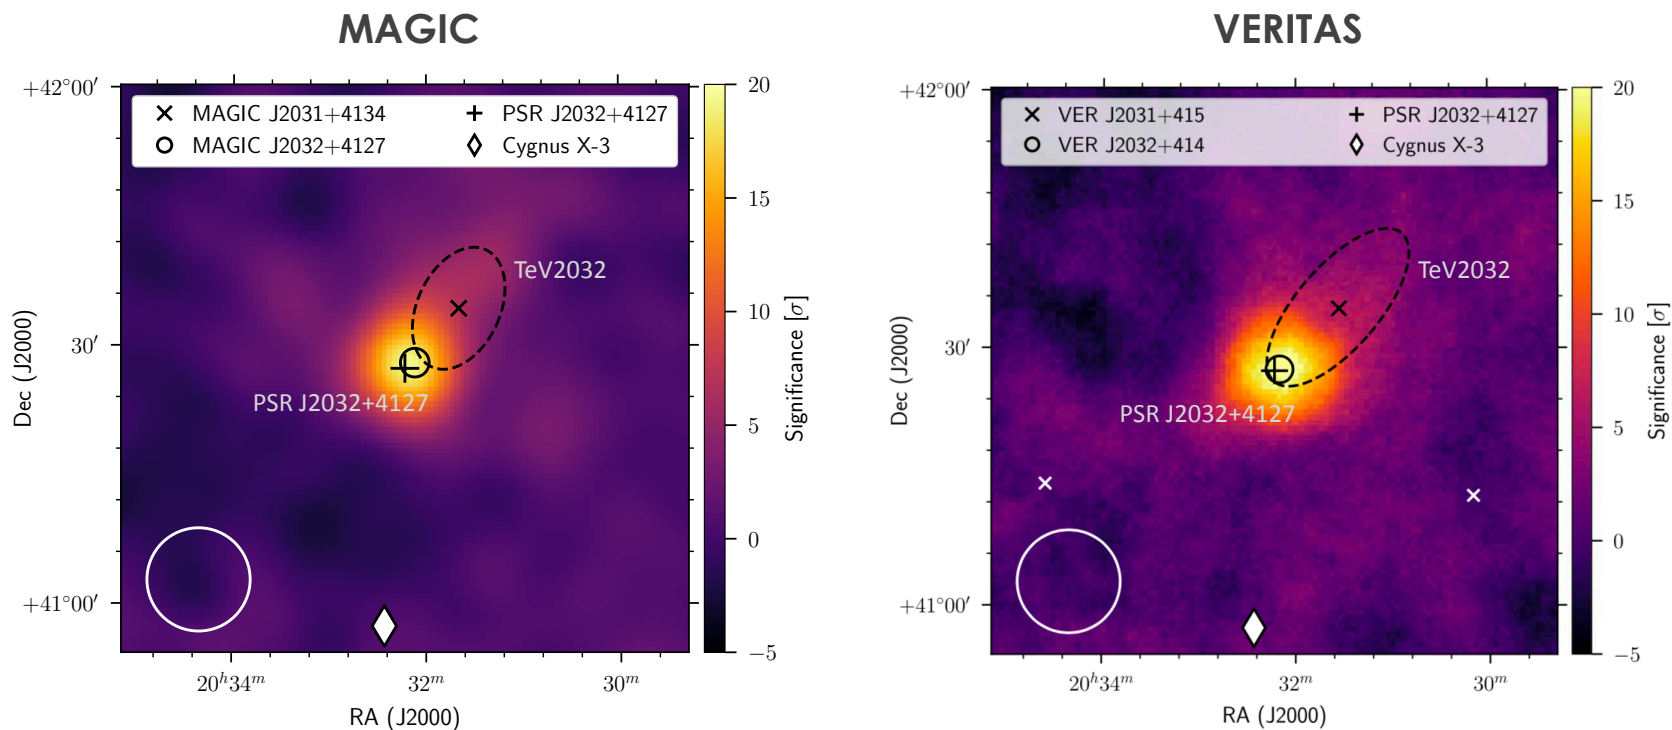 MAGIC
+42°00′
MAGIC J2031+4134
PSR J2032+4127
MAGIC J2032+4127
Cygnus X-3
TeV2032
30′
PSR J2032+4127
+41°00′
20ʰ34ᵐ
32ᵐ
30ᵐ
RA (J2000)
Dec (J2000)
20
15
10
5
0
−5
Significance [σ]
VERITAS
+42°00′
VER J2031+415
PSR J2032+4127
VER J2032+414
Cygnus X-3
TeV2032
30′
PSR J2032+4127
+41°00′
20ʰ34ᵐ
32ᵐ
30ᵐ
RA (J2000)
Dec (J2000)
20
15
10
5
0
−5
Significance [σ]